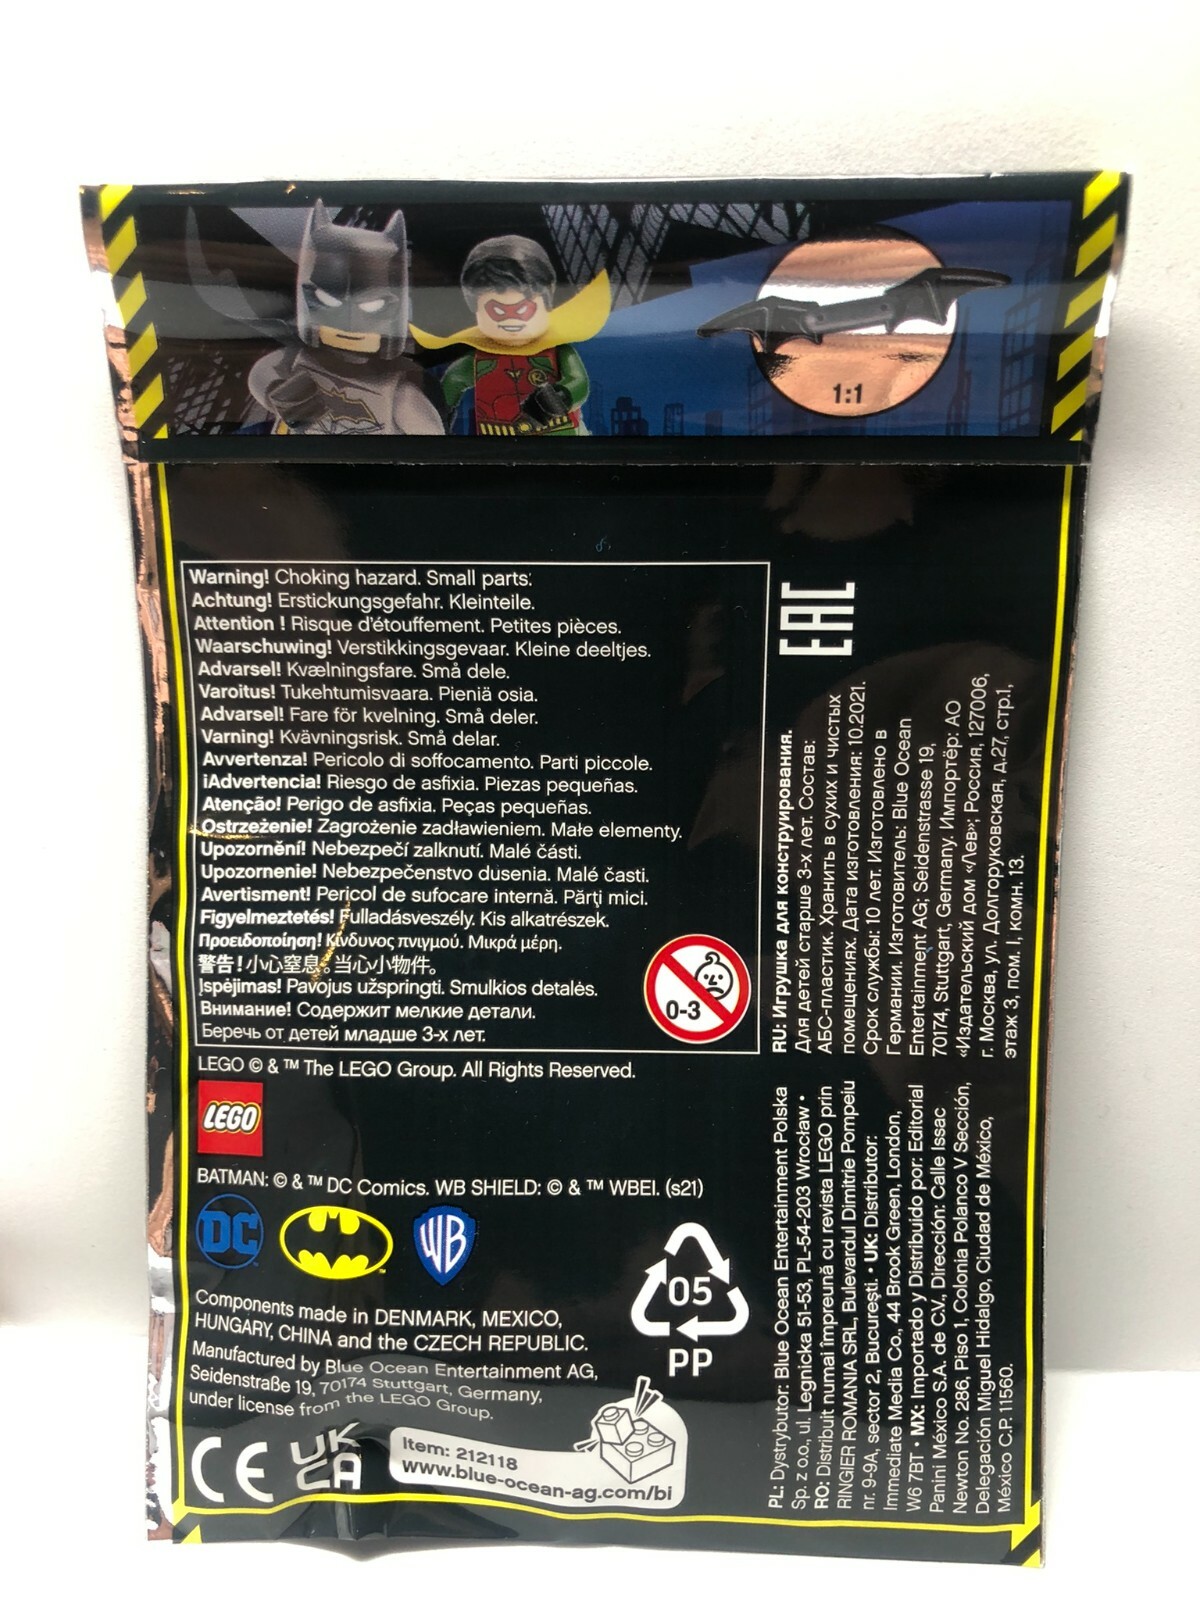 1:1
Warning! Choking hazard. Small parts.
Achtung! Erstickungsgefahr. Kleinteile.
Attention ! Risque d'étouffement. Petites pièces.
Waarschuwing! Verstikkingsgevaar. Kleine deeltjes.
Advarsel! Kvælningsfare. Små dele.
Varoitus! Tukehtumisvaara. Pieniä osia.
Advarsel! Fare för kvelning. Små deler.
Varning! Kvävningsrisk. Små delar.
Avvertenza! Pericolo di soffocamento. Parti piccole.
¡Advertencia! Riesgo de asfixia. Piezas pequeñas.
Atenção! Perigo de asfixia. Peças pequeñas.
Ostrzeżenie! Zagrożenie zadławieniem. Małe elementy.
Upozornění! Nebezpečí zalknutí. Malé části.
Upozornenie! Nebezpečenstvo dusenia. Malé časti.
Avertisment! Pericol de sufocare internă. Părţi mici.
Figyelmeztetés! Fulladásveszély. Kis alkatrészek.
Προειδοποίηση! Κίνδυνος πνιγμού. Μικρά μέρη.
警告！小心窒息。当心小物件。
Įspėjimas! Pavojus užspringti. Smulkios detalės.
Внимание! Содержит мелкие детали.
Беречь от детей младше 3-х лет.
0-3
LEGO © & ™ The LEGO Group. All Rights Reserved.
LEGO
BATMAN: © & ™ DC Comics. WB SHIELD: © & ™ WBEI. (s21)
DC
WB
Components made in DENMARK, MEXICO,
HUNGARY, CHINA and the CZECH REPUBLIC.
Manufactured by Blue Ocean Entertainment AG,
Seidenstraße 19, 70174 Stuttgart, Germany,
under license from the LEGO Group.
05
PP
CE
UK
CA
Item: 212118
www.blue-ocean-ag.com/bi
EAC
RU: Игрушка для конструирования.
Для детей старше 3-х лет. Состав:
АБС-пластик. Хранить в сухих и чистых
помещениях. Дата изготовления: 10.2021.
Срок службы: 10 лет. Изготовлено в
Германии. Изготовитель: Blue Ocean
Entertainment AG; Seidenstrasse 19,
70174, Stuttgart, Germany. Импортёр: АО
«Издательский дом «Лев»; Россия, 127006,
г. Москва, ул. Долгоруковская, д.27, стр.1,
этаж 3, пом. I, комн. 13.
PL: Dystrybutor: Blue Ocean Entertainment Polska
Sp. z o.o., ul. Legnicka 51-53, PL-54-203 Wrocław •
RO: Distribuit numai împreună cu revista LEGO prin
RINGIER ROMANIA SRL, Bulevardul Dimitrie Pompeiu
nr. 9-9A, sector 2, Bucureşti. • UK: Distributor:
Immediate Media Co., 44 Brook Green, London,
W6 7BT • MX: Importado y Distribuido por: Editorial
Panini México S.A. de C.V., Dirección: Calle Issac
Newton No. 286, Piso 1, Colonia Polanco V Sección,
Delegación Miguel Hidalgo, Ciudad de México,
México C.P. 11560.